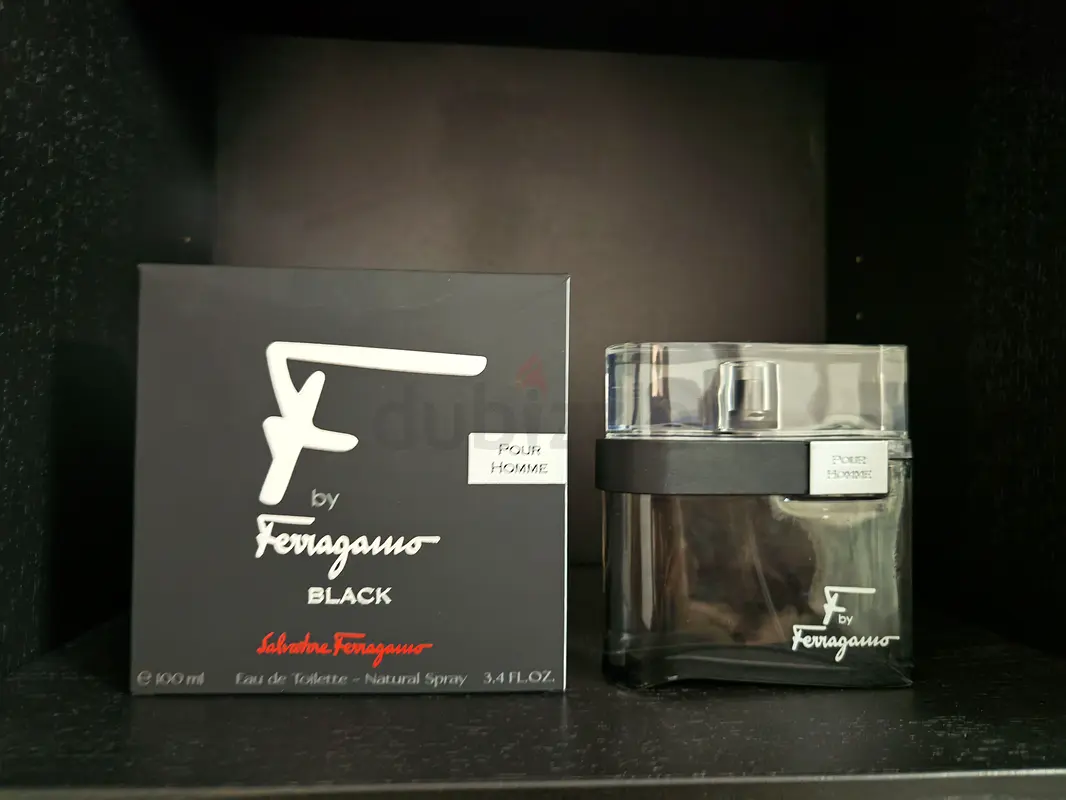 F
by
Ferragamo
BLACK
Salvatore Ferragamo
℮ 100 ml Eau de Toilette - Natural Spray 3.4 FL.OZ.
POUR
HOMME
POUR
HOMME
F by
Ferragamo
dubiz